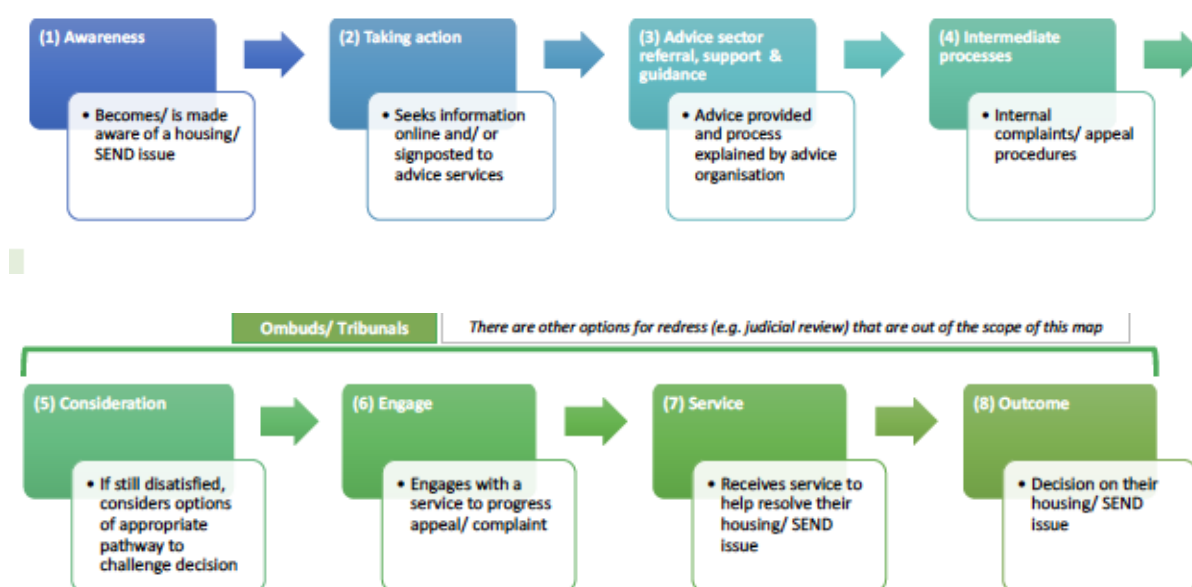 (1) Awareness
• Becomes/ is made
aware of a housing/
SEND issue
(2) Taking action
• Seeks information
online and/ or
signposted to
advice services
(3) Advice sector
referral, support &
guidance
• Advice provided
and process
explained by advice
organisation
(4) Intermediate
processes
• Internal
complaints/ appeal
procedures
Ombuds/ Tribunals
There are other options for redress (e.g. judicial review) that are out of the scope of this map
(5) Consideration
• If still disatisfied,
considers options
of appropriate
pathway to
challenge decision
(6) Engage
• Engages with a
service to progress
appeal/ complaint
(7) Service
• Receives service to
help resolve their
housing/ SEND
issue
(8) Outcome
• Decision on their
housing/ SEND
issue